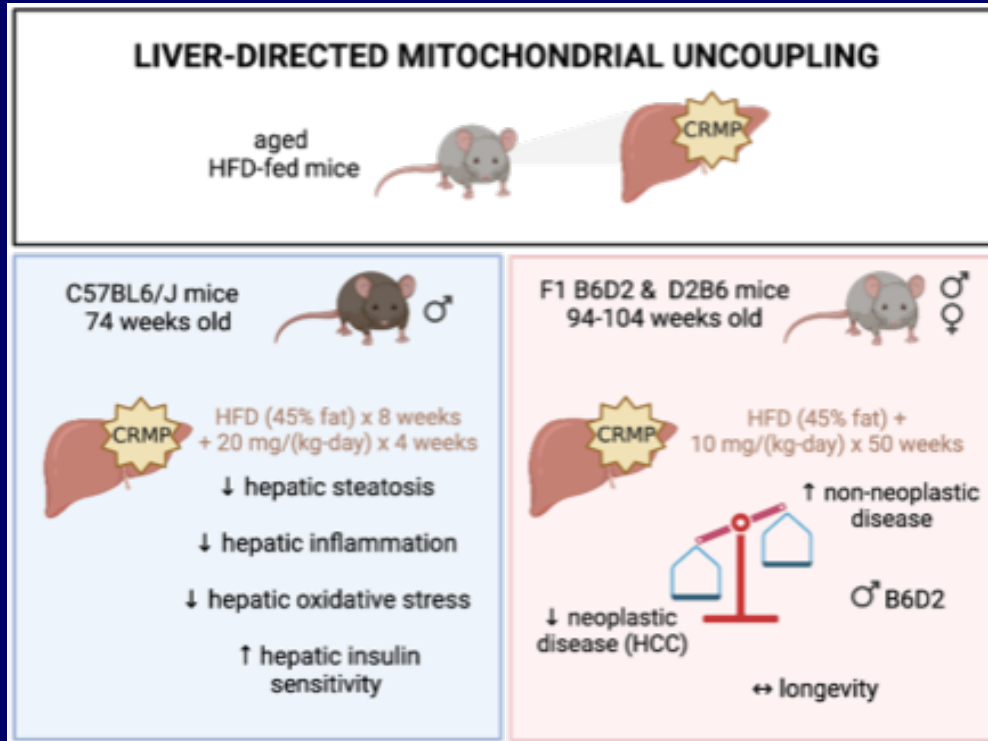 LIVER-DIRECTED MITOCHONDRIAL UNCOUPLING
aged
HFD-fed mice
CRMP
C57BL6/J mice
74 weeks old
♂
CRMP
HFD (45% fat) x 8 weeks
+ 20 mg/(kg-day) x 4 weeks
↓ hepatic steatosis
↓ hepatic inflammation
↓ hepatic oxidative stress
↑ hepatic insulin
sensitivity
F1 B6D2 & D2B6 mice
94-104 weeks old
♂
♀
CRMP
HFD (45% fat) +
10 mg/(kg-day) x 50 weeks
↑ non-neoplastic
disease
↓ neoplastic
disease (HCC)
♂ B6D2
↔ longevity